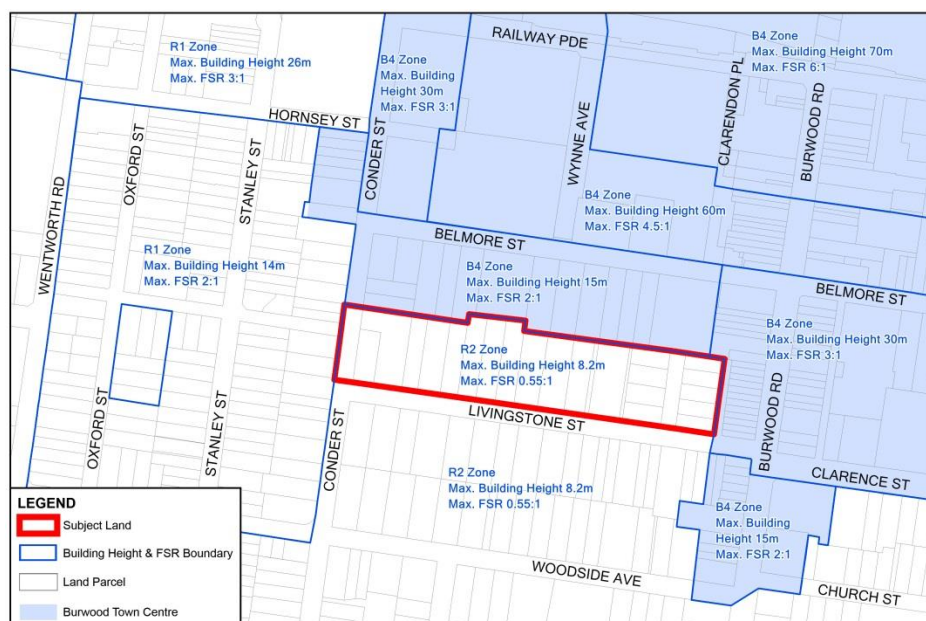 R1 Zone
Max. Building Height 26m
Max. FSR 3:1
B4 Zone
Max. Building
Height 30m
Max. FSR 3:1
RAILWAY PDE
B4 Zone
Max. Building Height 70m
Max. FSR 6:1
CLARENDON PL
BURWOOD RD
HORNSEY ST
CONDER ST
WYNNE AVE
WENTWORTH RD
OXFORD ST
STANLEY ST
B4 Zone
Max. Building Height 60m
Max. FSR 4.5:1
BELMORE ST
R1 Zone
Max. Building Height 14m
Max. FSR 2:1
B4 Zone
Max. Building Height 15m
Max. FSR 2:1
BELMORE ST
B4 Zone
Max. Building Height 30m
Max. FSR 3:1
R2 Zone
Max. Building Height 8.2m
Max. FSR 0.55:1
LIVINGSTONE ST
OXFORD ST
STANLEY ST
CONDER ST
BURWOOD RD
CLARENCE ST
R2 Zone
Max. Building Height 8.2m
Max. FSR 0.55:1
B4 Zone
Max. Building
Height 15m
Max. FSR 2:1
WOODSIDE AVE
CHURCH ST
LEGEND
Subject Land
Building Height & FSR Boundary
Land Parcel
Burwood Town Centre